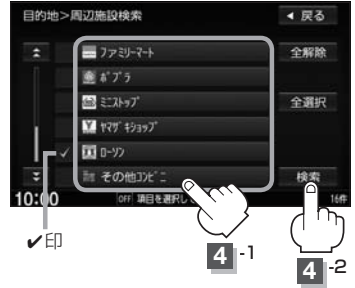 目的地＞周辺施設検索 ◀戻る
ファミリーマート 全解除
ポプラ
ミニストップ 全選択
ヤマザキショップ
✓ ローソン
その他コンビニ 検索
10:00 OFF 項目を選択して 16件
✔印
4-1
4-2